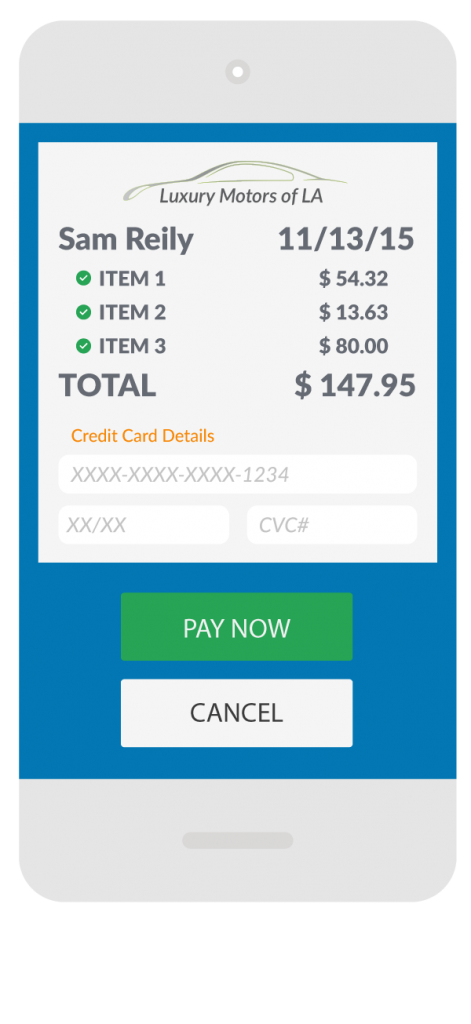 Luxury Motors of LA
Sam Reily 11/13/15
ITEM 1 $ 54.32
ITEM 2 $ 13.63
ITEM 3 $ 80.00
TOTAL $ 147.95
Credit Card Details
XXXX-XXXX-XXXX-1234
XX/XX CVC#
PAY NOW
CANCEL